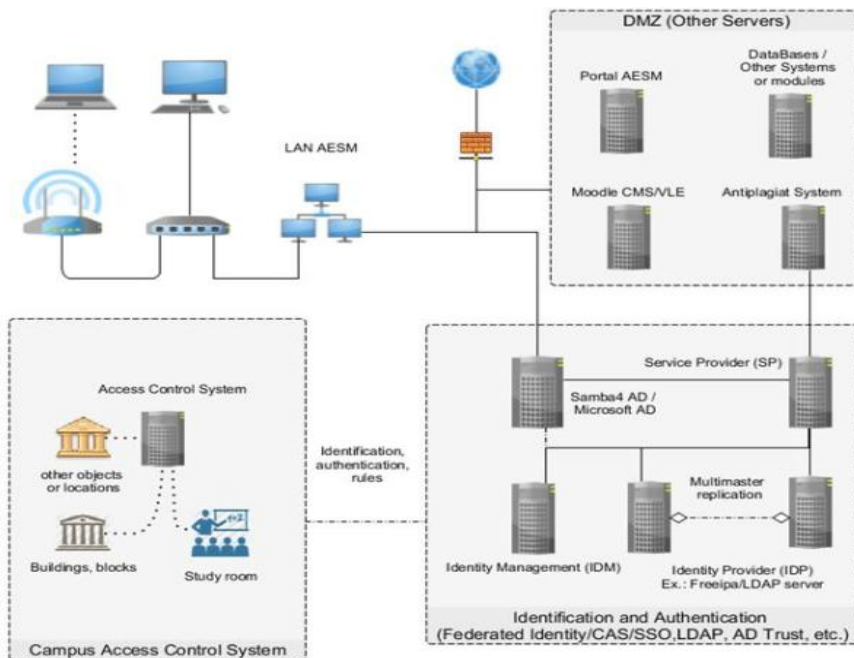 DMZ (Other Servers)
Portal AESM
DataBases /
Other Systems
or modules
LAN AESM
Moodle CMS/VLE
Antiplagiat System
Access Control System
other objects
or locations
Buildings, blocks
Study room
Campus Access Control System
Identification,
authentication,
rules
Service Provider (SP)
Samba4 AD /
Microsoft AD
Multimaster
replication
Identity Management (IDM)
Identity Provider (IDP)
Ex.: Freeipa/LDAP server
Identification and Authentication
(Federated Identity/CAS/SSO,LDAP, AD Trust, etc.)